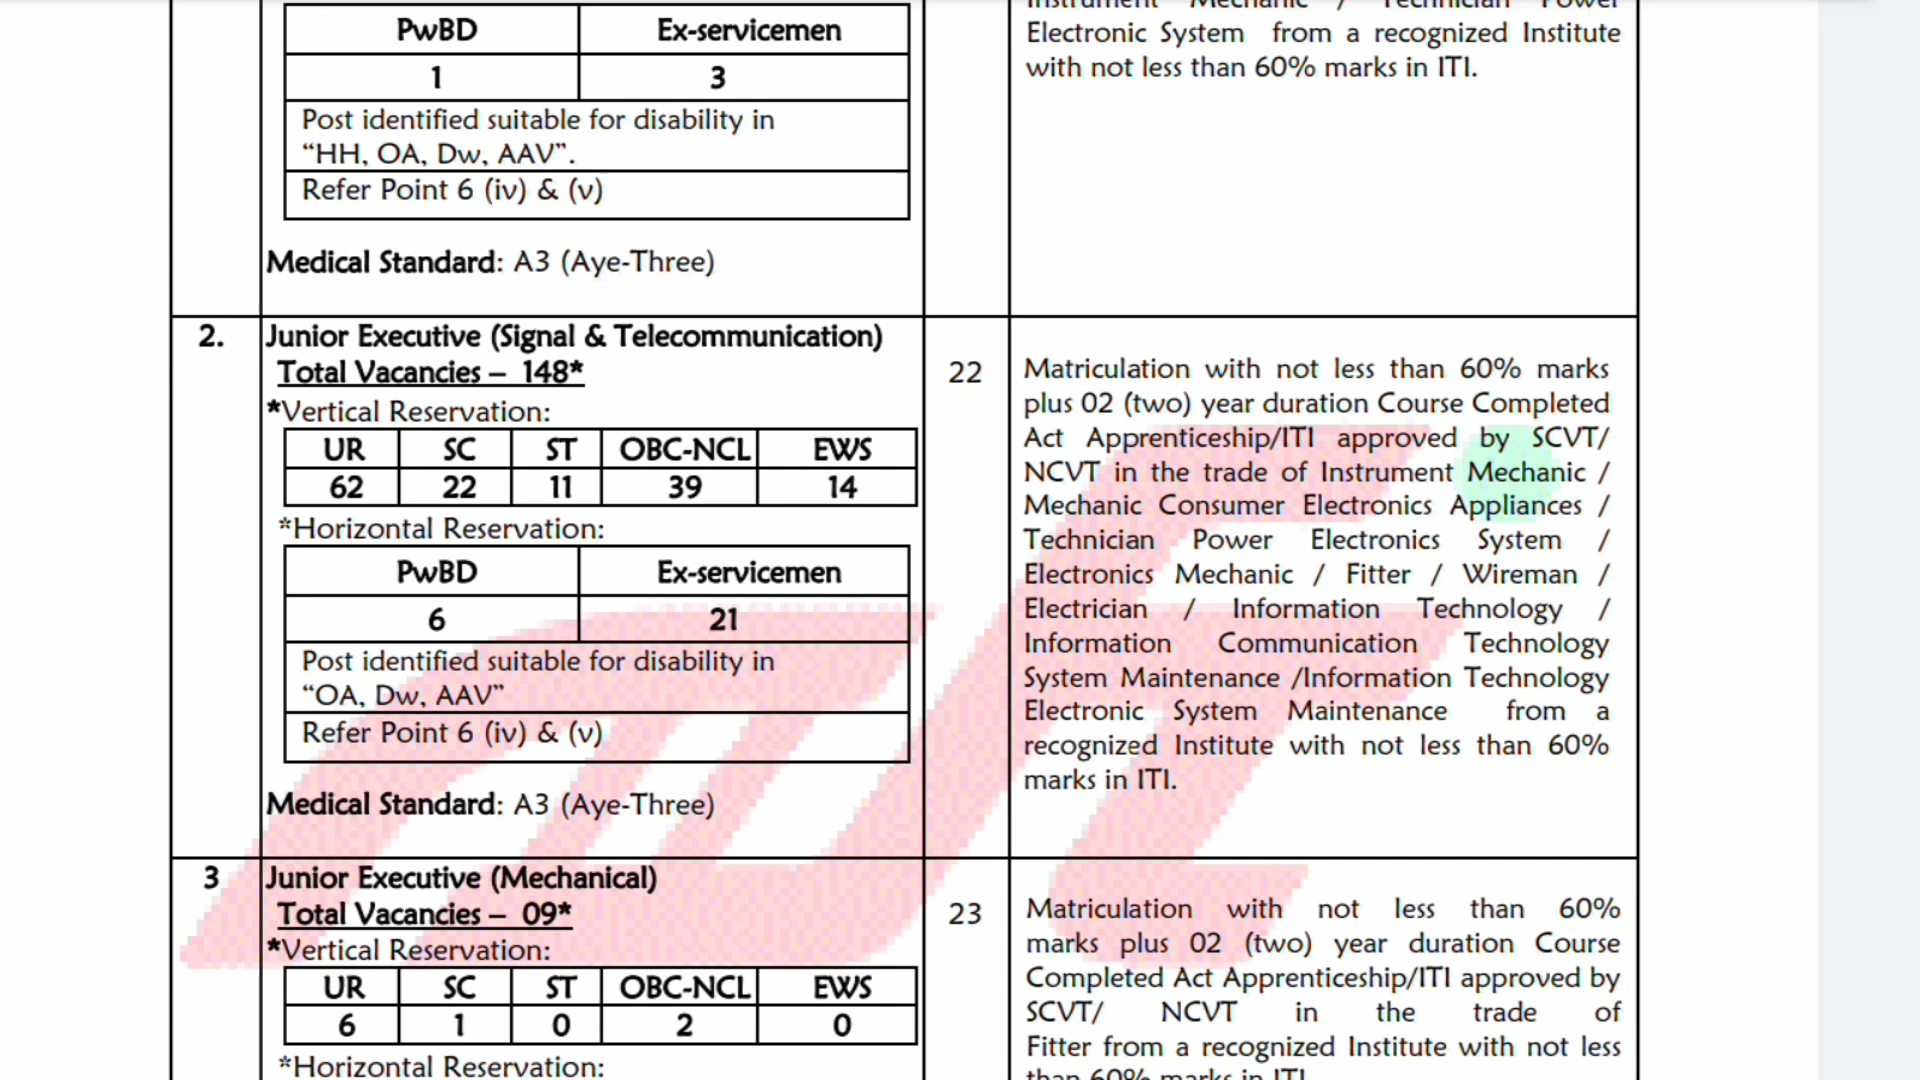 PwBD Ex-servicemen
1 3
Post identified suitable for disability in
“HH, OA, Dw, AAV”.
Refer Point 6 (iv) & (v)
Medical Standard: A3 (Aye-Three)
Instrument Mechanic / Technician Power
Electronic System from a recognized Institute
with not less than 60% marks in ITI.
2.
Junior Executive (Signal & Telecommunication)
Total Vacancies – 148*
*Vertical Reservation:
UR SC ST OBC-NCL EWS
62 22 11 39 14
*Horizontal Reservation:
PwBD Ex-servicemen
6 21
Post identified suitable for disability in
“OA, Dw, AAV”
Refer Point 6 (iv) & (v)
Medical Standard: A3 (Aye-Three)
22
Matriculation with not less than 60% marks
plus 02 (two) year duration Course Completed
Act Apprenticeship/ITI approved by SCVT/
NCVT in the trade of Instrument Mechanic /
Mechanic Consumer Electronics Appliances /
Technician Power Electronics System /
Electronics Mechanic / Fitter / Wireman /
Electrician / Information Technology /
Information Communication Technology
System Maintenance /Information Technology
Electronic System Maintenance from a
recognized Institute with not less than 60%
marks in ITI.
3
Junior Executive (Mechanical)
Total Vacancies – 09*
*Vertical Reservation:
UR SC ST OBC-NCL EWS
6 1 0 2 0
*Horizontal Reservation:
23
Matriculation with not less than 60%
marks plus 02 (two) year duration Course
Completed Act Apprenticeship/ITI approved by
SCVT/ NCVT in the trade of
Fitter from a recognized Institute with not less
than 60% marks in ITI